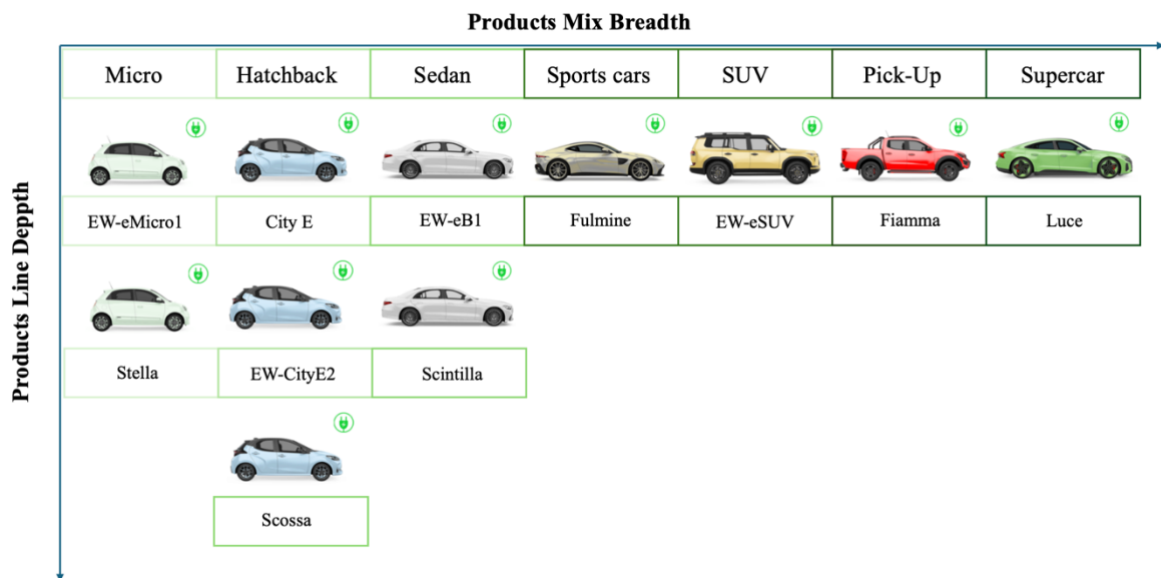 Products Mix Breadth
Micro Hatchback Sedan Sports cars SUV Pick-Up Supercar
EW-eMicro1 City E EW-eB1 Fulmine EW-eSUV Fiamma Luce
Stella EW-CityE2 Scintilla
Scossa
Products Line Deppth